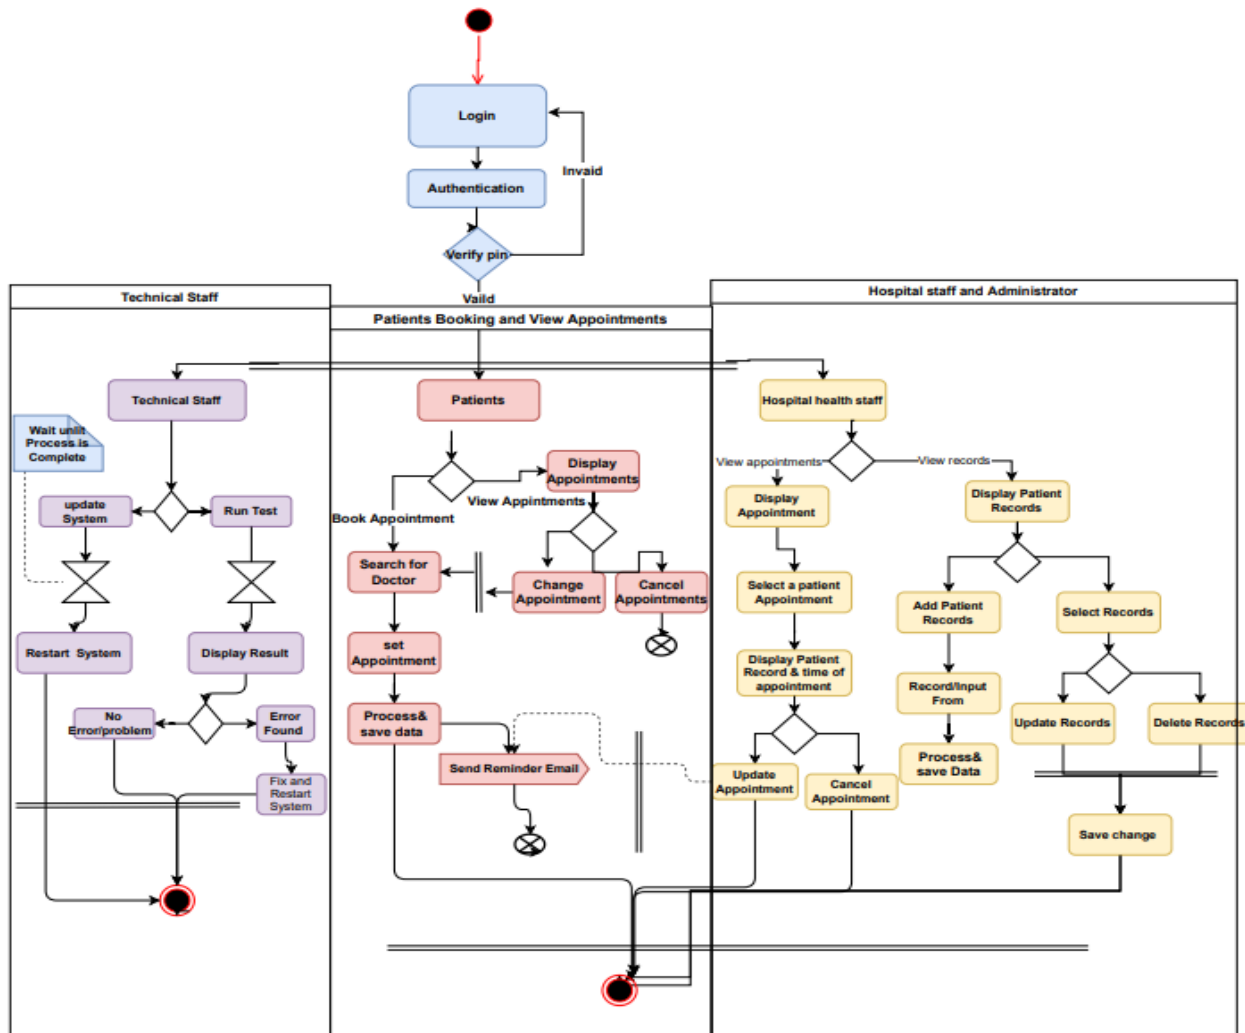 Login
Authentication
Invaid
Verify pin
Vaild
Technical Staff
Patients Booking and View Appointments
Hospital staff and Administrator
Technical Staff
Wait unlit
Process is
Complete
update
System
Run Test
Restart System
Display Result
No
Error/problem
Error
Found
Fix and
Restart
System
Patients
Display
Appointments
View Appintments
Book Appointment
Search for
Doctor
Change
Appointment
Cancel
Appointments
set
Appointment
Process&
save data
Send Reminder Email
Hospital health staff
View appointments
View records
Display
Appointment
Display Patient
Records
Select a patient
Appointment
Add Patient
Records
Select Records
Display Patient
Record & time of
appointment
Record/Input
From
Update Records
Delete Records
Process&
save Data
Update
Appointment
Cancel
Appointment
Save change